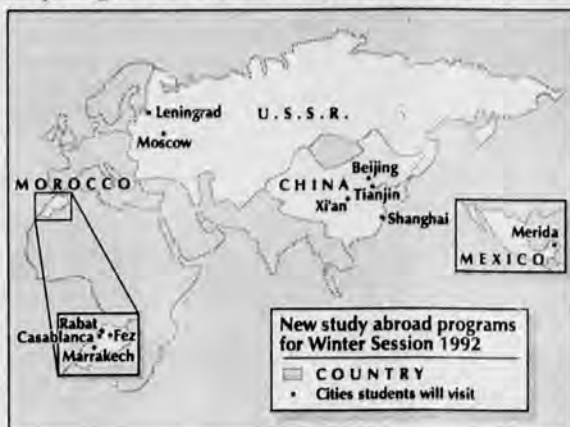 Leningrad
U.S.S.R.
Moscow
MOROCCO
Beijing
CHINA
Tianjin
Xi'an
Shanghai
Merida
MEXICO
Rabat
Casablanca
Fez
Marrakech
New study abroad programs
for Winter Session 1992
COUNTRY
Cities students will visit